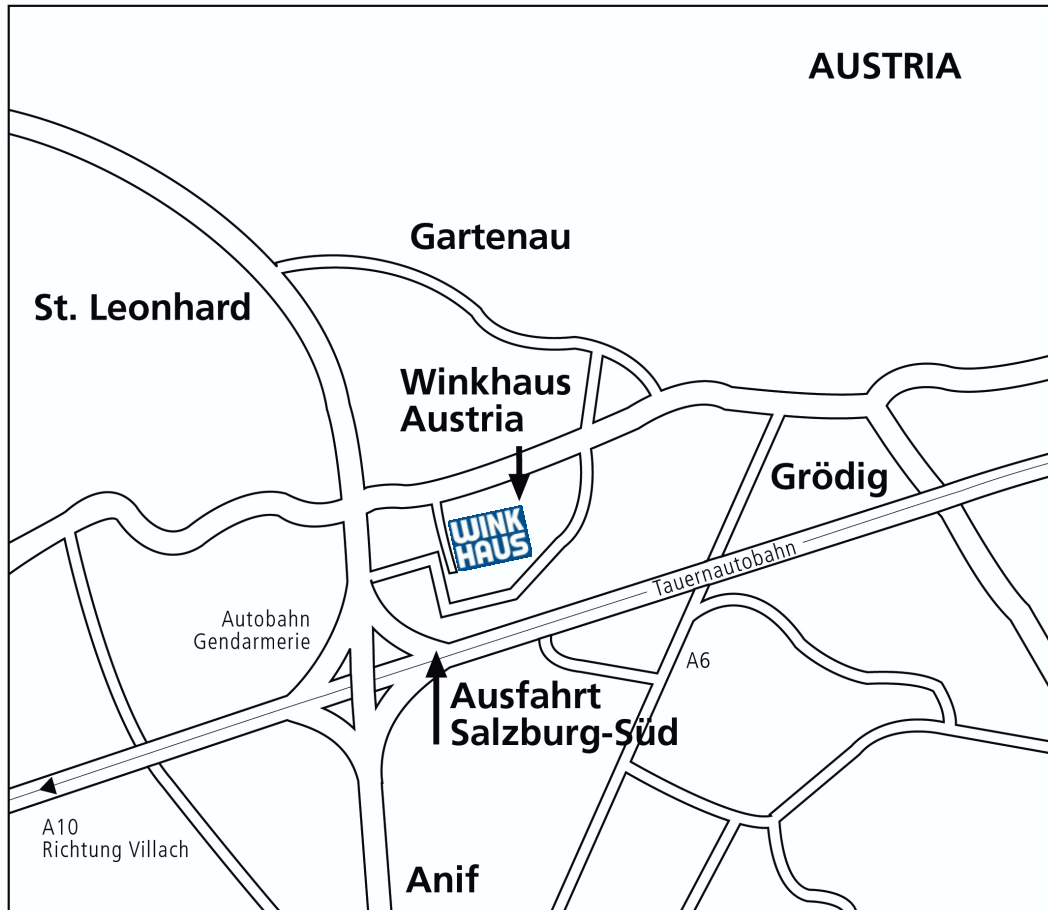 AUSTRIA
Gartenau
St. Leonhard
Winkhaus
Austria
Grödig
WINK
HAUS
Tauernautobahn
Autobahn
Gendarmerie
A6
Ausfahrt
Salzburg-Süd
A10
Richtung Villach
Anif